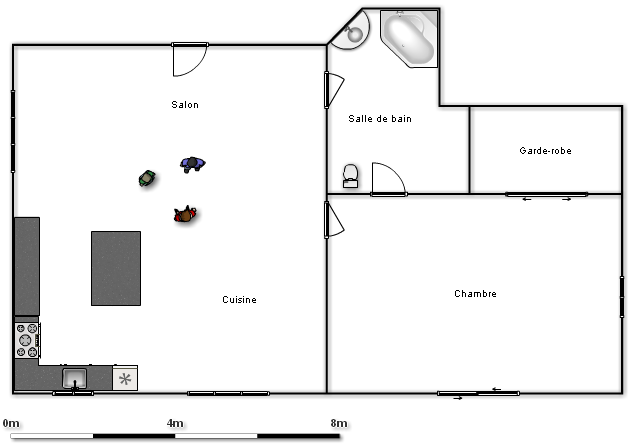 Salon
Salle de bain
Garde-robe
Cuisine
Chambre
0m 4m 8m